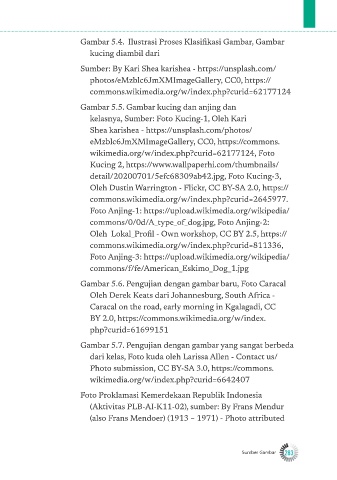 Gambar 5.4. Ilustrasi Proses Klasifikasi Gambar, Gambar
kucing diambil dari
Sumber: By Kari Shea karishea - https://unsplash.com/
photos/eMzblc6JmXMImageGallery, CC0, https://
commons.wikimedia.org/w/index.php?curid=62177124
Gambar 5.5. Gambar kucing dan anjing dan
kelasnya, Sumber: Foto Kucing-1, Oleh Kari
Shea karishea - https://unsplash.com/photos/
eMzblc6JmXMImageGallery, CC0, https://commons.
wikimedia.org/w/index.php?curid=62177124, Foto
Kucing 2, https://www.wallpaperhi.com/thumbnails/
detail/20200701/5efc68309ab42.jpg, Foto Kucing-3,
Oleh Dustin Warrington - Flickr, CC BY-SA 2.0, https://
commons.wikimedia.org/w/index.php?curid=2645977.
Foto Anjing-1: https://upload.wikimedia.org/wikipedia/
commons/0/0d/A_type_of_dog.jpg, Foto Anjing-2:
Oleh Lokal_Profil - Own workshop, CC BY 2.5, https://
commons.wikimedia.org/w/index.php?curid=811336,
Foto Anjing-3: https://upload.wikimedia.org/wikipedia/
commons/f/fe/American_Eskimo_Dog_1.jpg
Gambar 5.6. Pengujian dengan gambar baru, Foto Caracal
Oleh Derek Keats dari Johannesburg, South Africa -
Caracal on the road, early morning in Kgalagadi, CC
BY 2.0, https://commons.wikimedia.org/w/index.
php?curid=61699151
Gambar 5.7. Pengujian dengan gambar yang sangat berbeda
dari kelas, Foto kuda oleh Larissa Allen - Contact us/
Photo submission, CC BY-SA 3.0, https://commons.
wikimedia.org/w/index.php?curid=6642407
Foto Proklamasi Kemerdekaan Republik Indonesia
(Aktivitas PLB-AI-K11-02), sumber: By Frans Mendur
(also Frans Mendoer) (1913 – 1971) - Photo attributed
Sumber Gambar 283